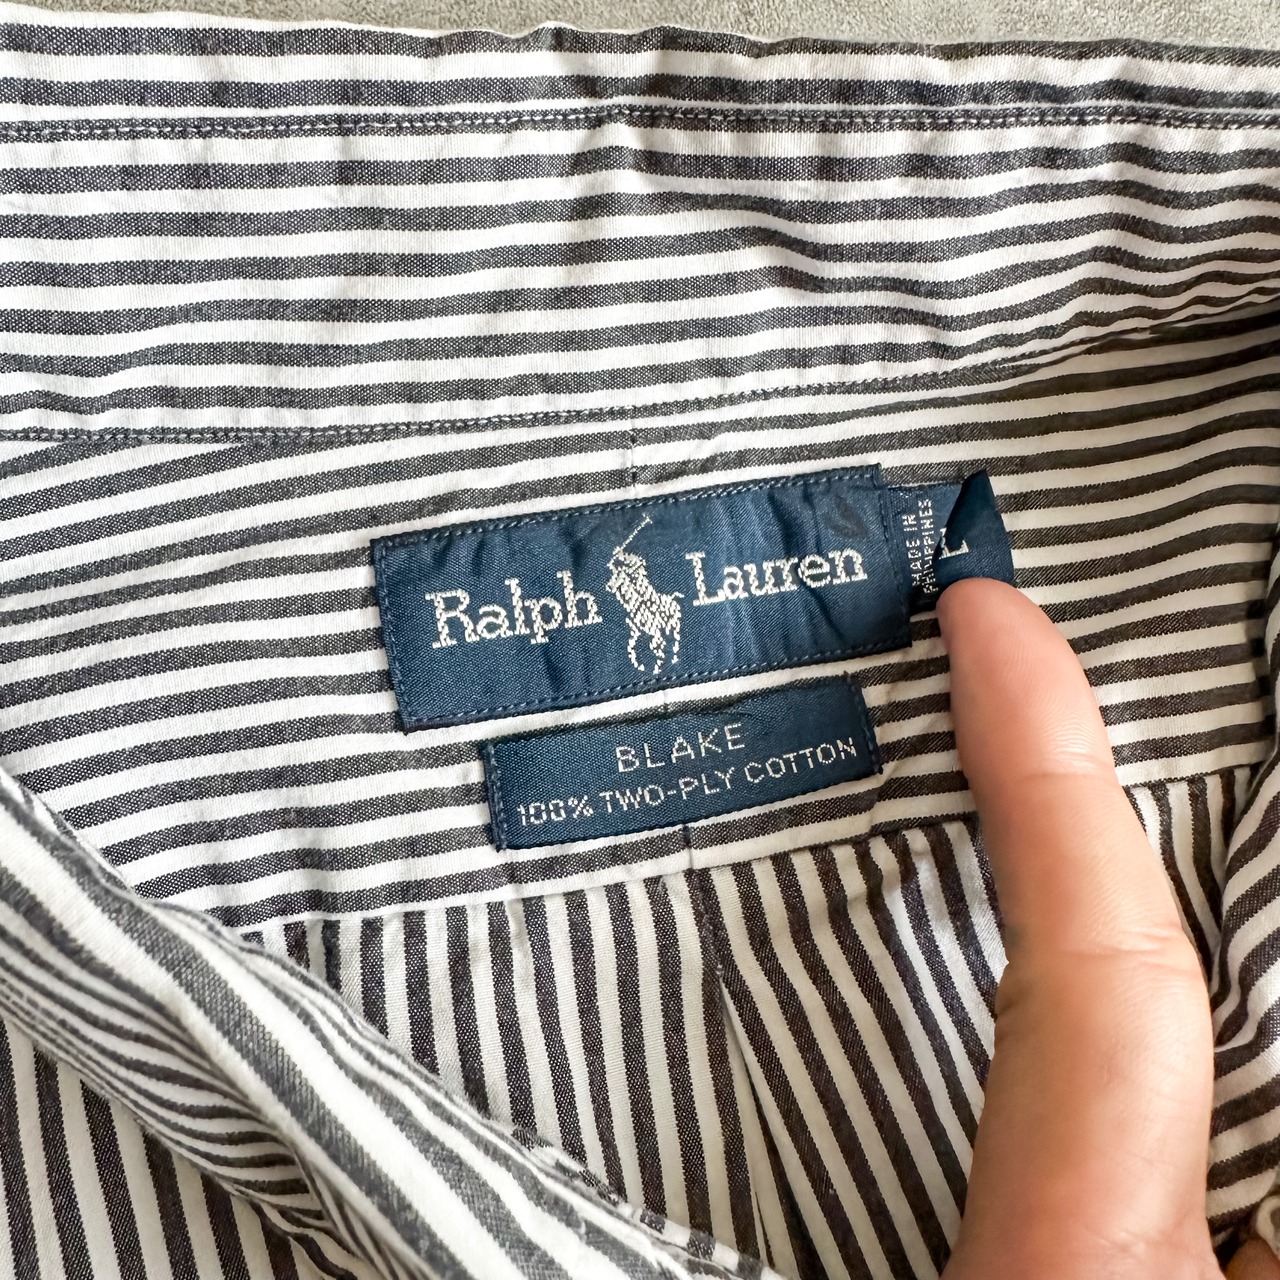 Ralph Lauren
MADE IN
PHILIPPINES
L
BLAKE
100% TWO-PLY COTTON